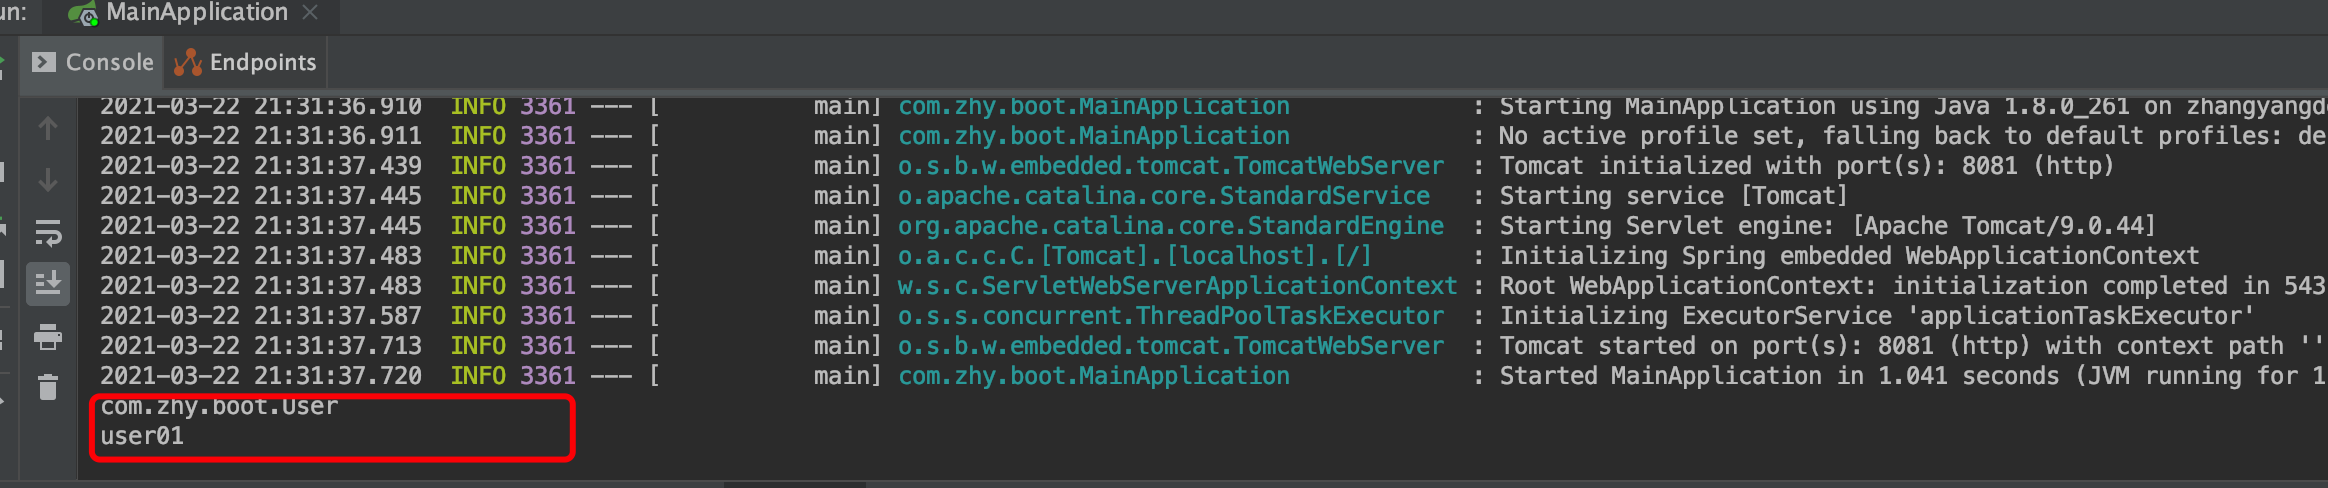 un:
MainApplication
Console Endpoints
2021-03-22 21:31:36.910 INFO 3361 --- [ main] com.zhy.boot.MainApplication : Starting MainApplication using Java 1.8.0_261 on zhangyangd
2021-03-22 21:31:36.911 INFO 3361 --- [ main] com.zhy.boot.MainApplication : No active profile set, falling back to default profiles: de
2021-03-22 21:31:37.439 INFO 3361 --- [ main] o.s.b.w.embedded.tomcat.TomcatWebServer : Tomcat initialized with port(s): 8081 (http)
2021-03-22 21:31:37.445 INFO 3361 --- [ main] o.apache.catalina.core.StandardService : Starting service [Tomcat]
2021-03-22 21:31:37.445 INFO 3361 --- [ main] org.apache.catalina.core.StandardEngine : Starting Servlet engine: [Apache Tomcat/9.0.44]
2021-03-22 21:31:37.483 INFO 3361 --- [ main] o.a.c.c.C.[Tomcat].[localhost].[/] : Initializing Spring embedded WebApplicationContext
2021-03-22 21:31:37.483 INFO 3361 --- [ main] w.s.c.ServletWebServerApplicationContext : Root WebApplicationContext: initialization completed in 543
2021-03-22 21:31:37.587 INFO 3361 --- [ main] o.s.s.concurrent.ThreadPoolTaskExecutor : Initializing ExecutorService 'applicationTaskExecutor'
2021-03-22 21:31:37.713 INFO 3361 --- [ main] o.s.b.w.embedded.tomcat.TomcatWebServer : Tomcat started on port(s): 8081 (http) with context path ''
2021-03-22 21:31:37.720 INFO 3361 --- [ main] com.zhy.boot.MainApplication : Started MainApplication in 1.041 seconds (JVM running for 1
com.zhy.boot.User
user01